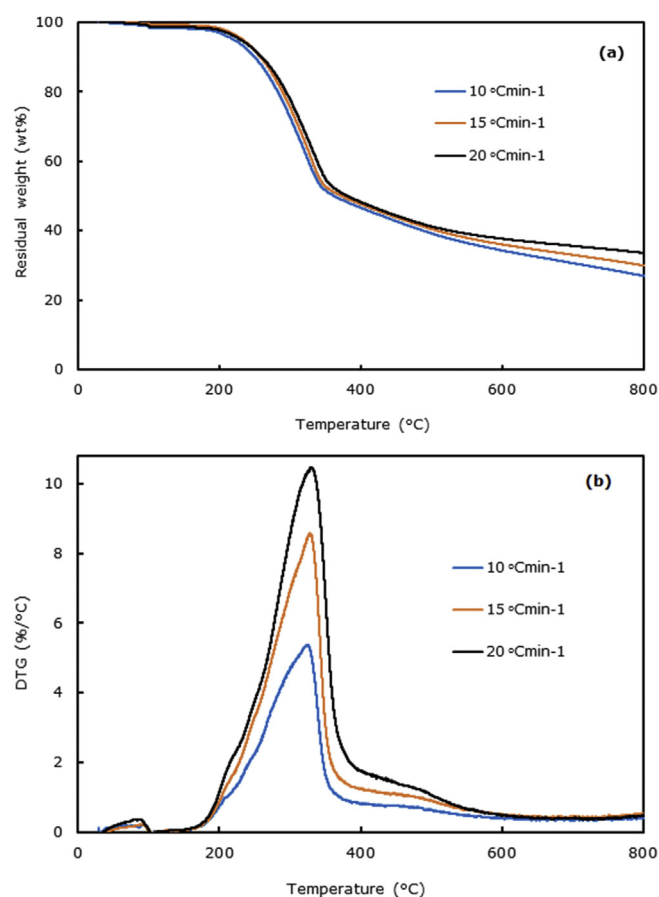 100
(a)
80
10 °Cmin-1
15 °Cmin-1
60
20 °Cmin-1
Residual weight (wt%)
40
20
0
0 200 400 600 800
Temperature (°C)
10
(b)
8
10 °Cmin-1
15 °Cmin-1
6
20 °Cmin-1
DTG (%/°C)
4
2
0
0 200 400 600 800
Temperature (°C)